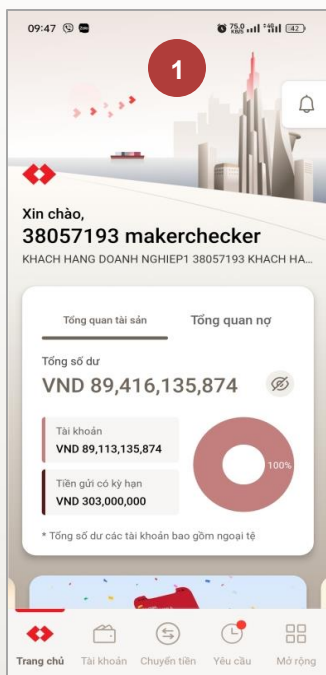 09:47
75.0 KB/S
42
1
Xin chào,
38057193 makerchecker
KHACH HANG DOANH NGHIEP1 38057193 KHACH HA...
Tổng quan tài sản
Tổng quan nợ
Tổng số dư
VND 89,416,135,874
Tài khoản
VND 89,113,135,874
100%
Tiền gửi có kỳ hạn
VND 303,000,000
* Tổng số dư các tài khoản bao gồm ngoại tệ
Trang chủ
Tài khoản
Chuyển tiền
Yêu cầu
Mở rộng